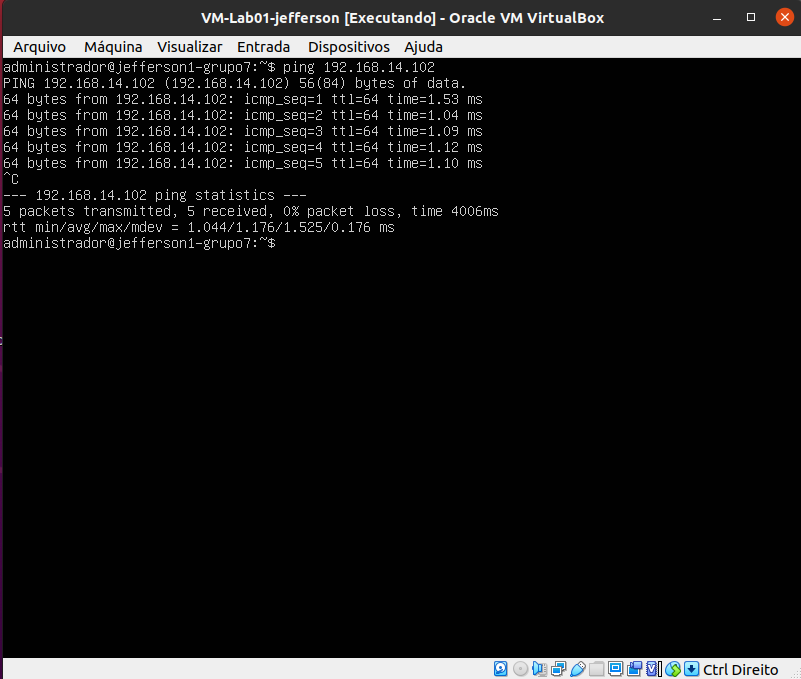 VM-Lab01-jefferson [Executando] - Oracle VM VirtualBox
Arquivo Máquina Visualizar Entrada Dispositivos Ajuda
administrador@jefferson1-grupo7:~$ ping 192.168.14.102
PING 192.168.14.102 (192.168.14.102) 56(84) bytes of data.
64 bytes from 192.168.14.102: icmp_seq=1 ttl=64 time=1.53 ms
64 bytes from 192.168.14.102: icmp_seq=2 ttl=64 time=1.04 ms
64 bytes from 192.168.14.102: icmp_seq=3 ttl=64 time=1.09 ms
64 bytes from 192.168.14.102: icmp_seq=4 ttl=64 time=1.12 ms
64 bytes from 192.168.14.102: icmp_seq=5 ttl=64 time=1.10 ms
^C
--- 192.168.14.102 ping statistics ---
5 packets transmitted, 5 received, 0% packet loss, time 4006ms
rtt min/avg/max/mdev = 1.044/1.176/1.525/0.176 ms
administrador@jefferson1-grupo7:~$
Ctrl Direito